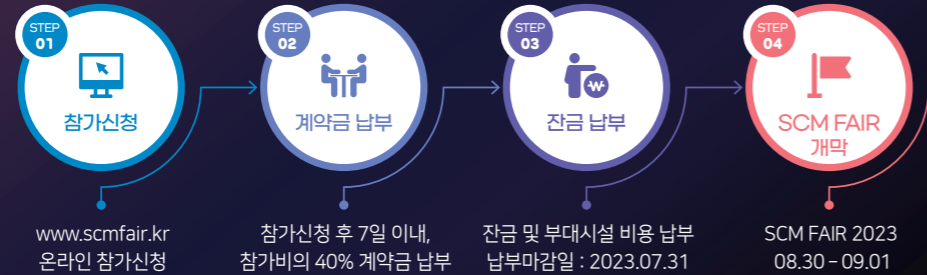 STEP
01
참가신청
www.scmfair.kr
온라인 참가신청
STEP
02
계약금 납부
참가신청 후 7일 이내,
참가비의 40% 계약금 납부
STEP
03
₩
잔금 납부
잔금 및 부대시설 비용 납부
납부마감일 : 2023.07.31
STEP
04
SCM FAIR
개막
SCM FAIR 2023
08.30 - 09.01